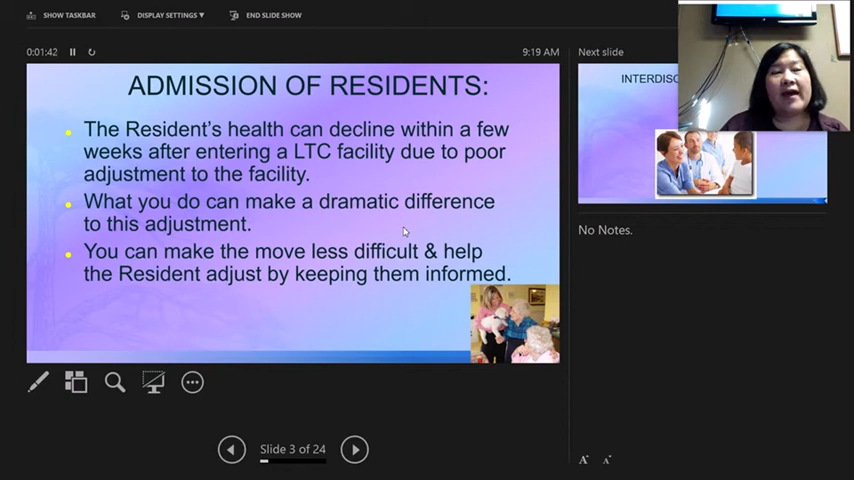 SHOW TASKBAR
DISPLAY SETTINGS ▼
END SLIDE SHOW
0:01:42
9:19 AM
ADMISSION OF RESIDENTS:
The Resident's health can decline within a few
weeks after entering a LTC facility due to poor
adjustment to the facility.
What you do can make a dramatic difference
to this adjustment.
You can make the move less difficult & help
the Resident adjust by keeping them informed.
Slide 3 of 24
Next slide
No Notes.
A A